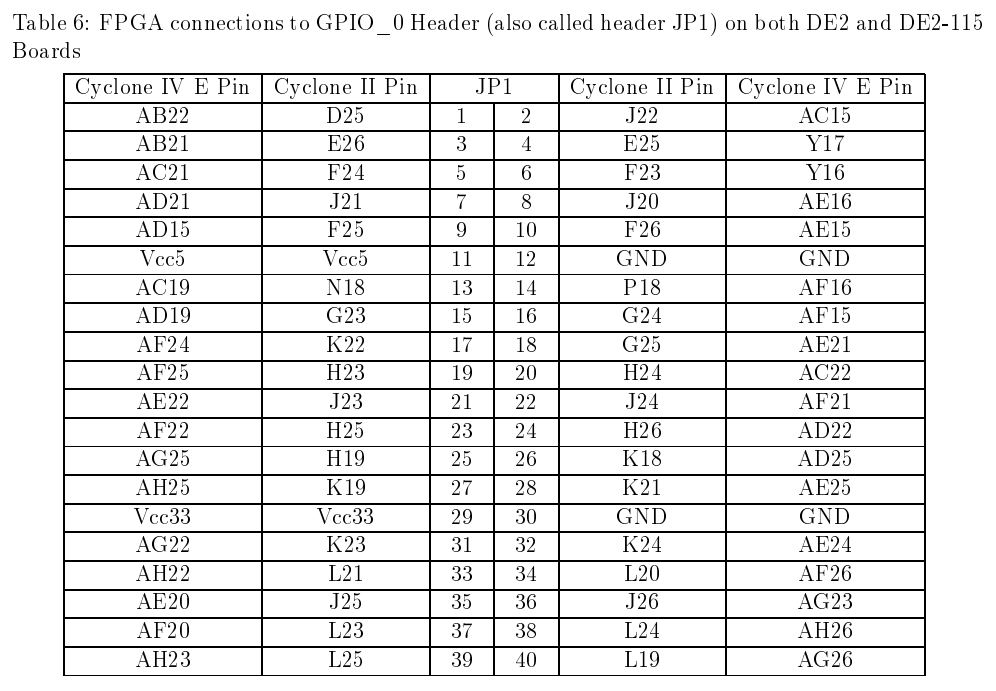 Table 6: FPGA connections to GPIO_0 Header (also called header JP1) on both DE2 and DE2-115
Boards
Cyclone IV E Pin Cyclone II Pin JP1 Cyclone II Pin Cyclone IV E Pin
AB22 D25 1 2 J22 AC15
AB21 E26 3 4 E25 Y17
AC21 F24 5 6 F23 Y16
AD21 J21 7 8 J20 AE16
AD15 F25 9 10 F26 AE15
Vcc5 Vcc5 11 12 GND GND
AC19 N18 13 14 P18 AF16
AD19 G23 15 16 G24 AF15
AF24 K22 17 18 G25 AE21
AF25 H23 19 20 H24 AC22
AE22 J23 21 22 J24 AF21
AF22 H25 23 24 H26 AD22
AG25 H19 25 26 K18 AD25
AH25 K19 27 28 K21 AE25
Vcc33 Vcc33 29 30 GND GND
AG22 K23 31 32 K24 AE24
AH22 L21 33 34 L20 AF26
AE20 J25 35 36 J26 AG23
AF20 L23 37 38 L24 AH26
AH23 L25 39 40 L19 AG26